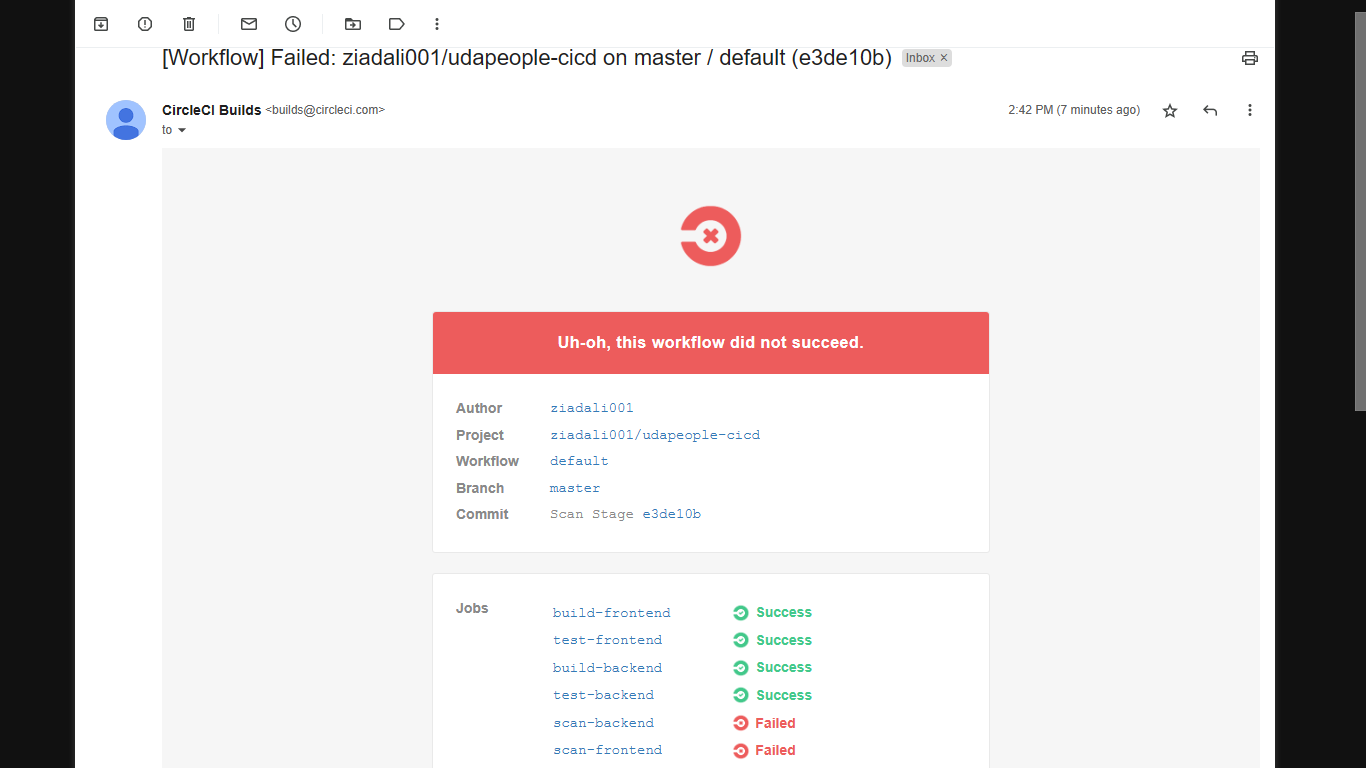 [Workflow] Failed: ziadali001/udapeople-cicd on master / default (e3de10b) Inbox ×
CircleCI Builds <builds@circleci.com> 2:42 PM (7 minutes ago)
to
Uh-oh, this workflow did not succeed.
Author ziadali001
Project ziadali001/udapeople-cicd
Workflow default
Branch master
Commit Scan Stage e3de10b
Jobs build-frontend Success
test-frontend Success
build-backend Success
test-backend Success
scan-backend Failed
scan-frontend Failed